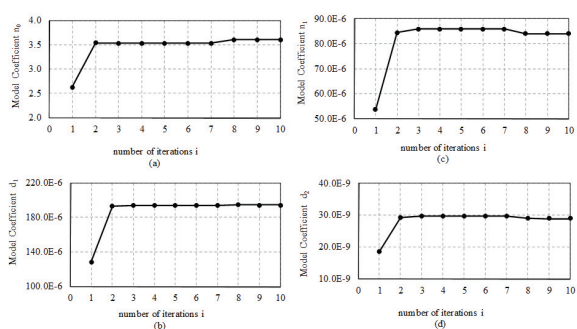 Model Coefficient n0
4.0
3.5
3.0
2.5
2.0
0 1 2 3 4 5 6 7 8 9 10
number of iterations i
(a)
Model Coefficient n1
90.0E-6
80.0E-6
70.0E-6
60.0E-6
50.0E-6
0 1 2 3 4 5 6 7 8 9 10
number of iterations i
(c)
Model Coefficient d1
220.0E-6
180.0E-6
140.0E-6
100.0E-6
0 1 2 3 4 5 6 7 8 9 10
number of iterations i
(b)
Model Coefficient d2
40.0E-9
30.0E-9
20.0E-9
10.0E-9
0 1 2 3 4 5 6 7 8 9 10
number of iterations i
(d)